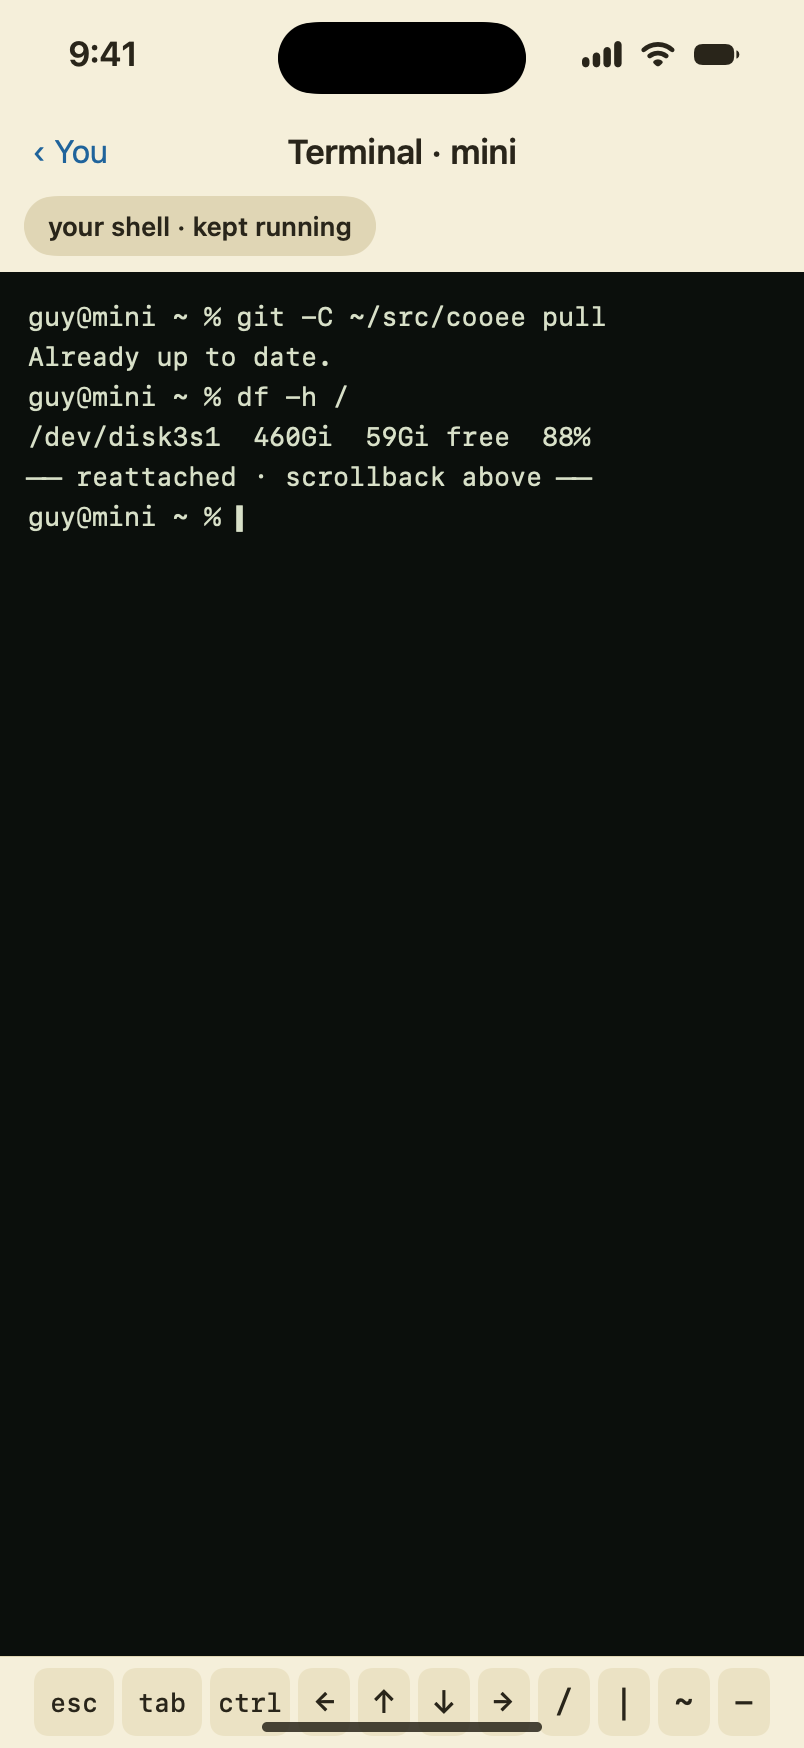 9:41
‹ You
Terminal · mini
your shell · kept running
guy@mini ~ % git -C ~/src/cooee pull
Already up to date.
guy@mini ~ % df -h /
/dev/disk3s1  460Gi  59Gi free  88%
── reattached · scrollback above ──
guy@mini ~ %
esc tab ctrl ← ↑ ↓ → / | ~ –